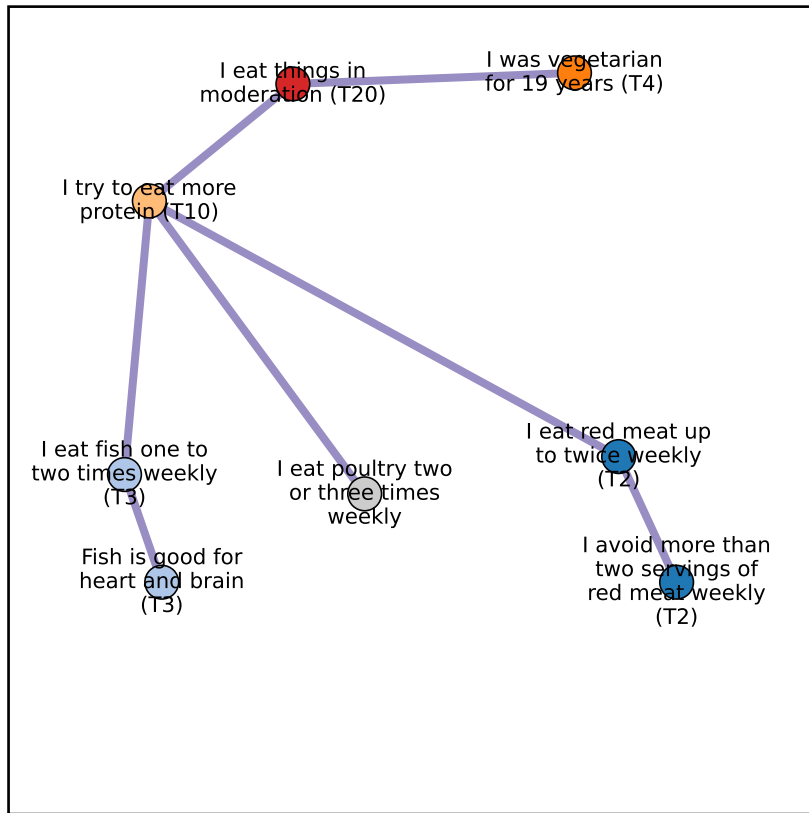 I eat things in
moderation (T20)
I was vegetarian
for 19 years (T4)
I try to eat more
protein (T10)
I eat fish one to
two times weekly
(T3)
I eat poultry two
or three times
weekly
I eat red meat up
to twice weekly
(T2)
Fish is good for
heart and brain
(T3)
I avoid more than
two servings of
red meat weekly
(T2)